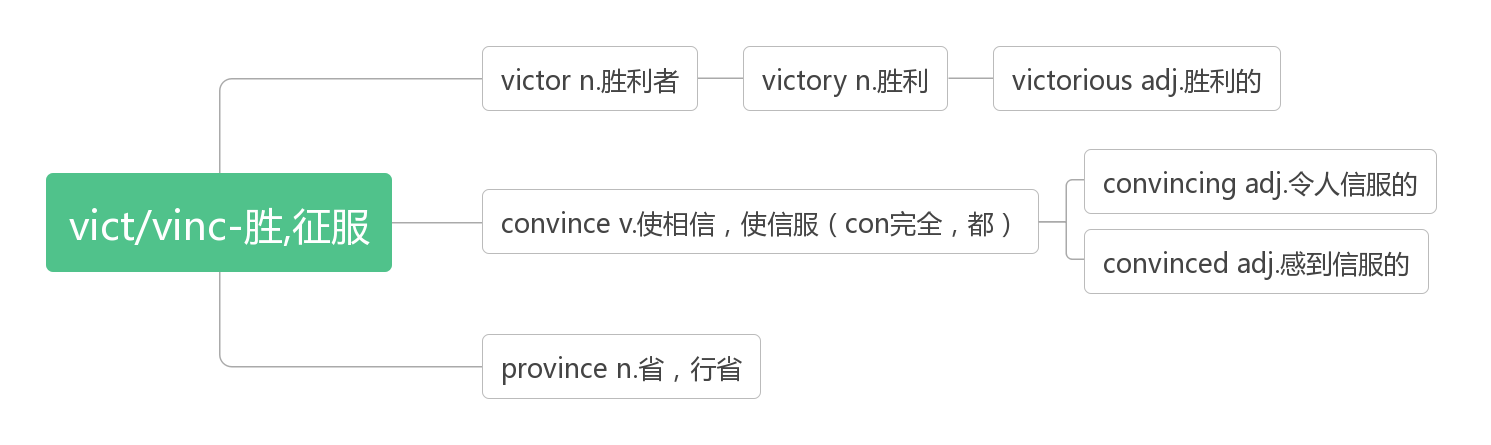 vict/vinc-胜,征服
victor n.胜利者
victory n.胜利
victorious adj.胜利的
convince v.使相信，使信服（con完全，都）
convincing adj.令人信服的
convinced adj.感到信服的
province n.省，行省